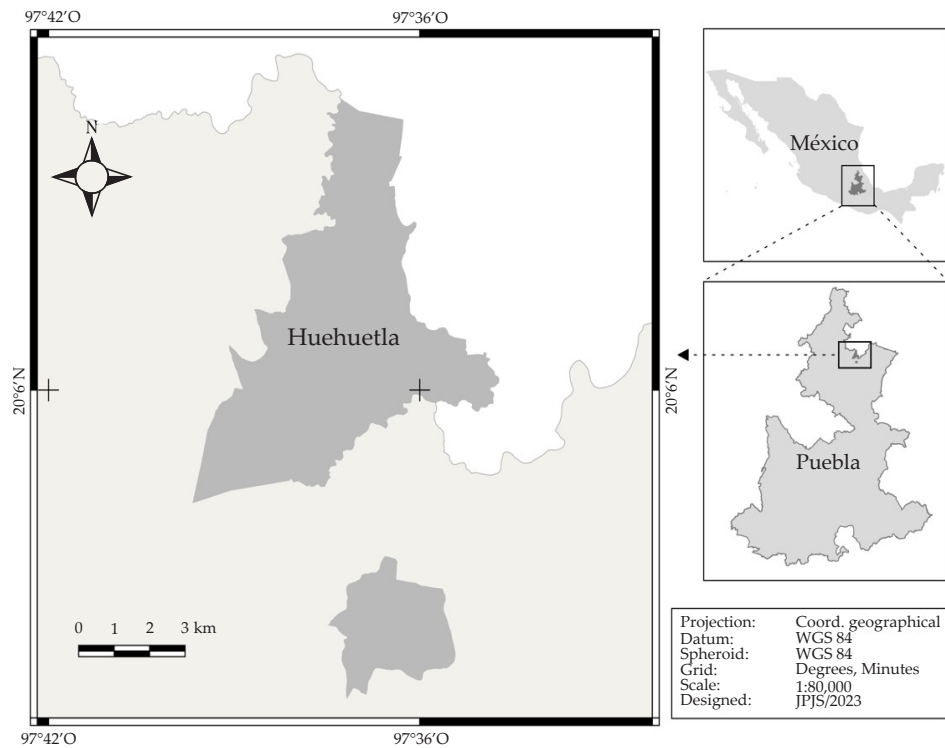 97°42’O
97°36’O
N
México
Huehuetla
20°6’N
20°6’N
Puebla
0 1 2 3 km
Projection: Coord. geographical
Datum: WGS 84
Spheroid: WGS 84
Grid: Degrees, Minutes
Scale: 1:80,000
Designed: JPJS/2023
97°42’O
97°36’O